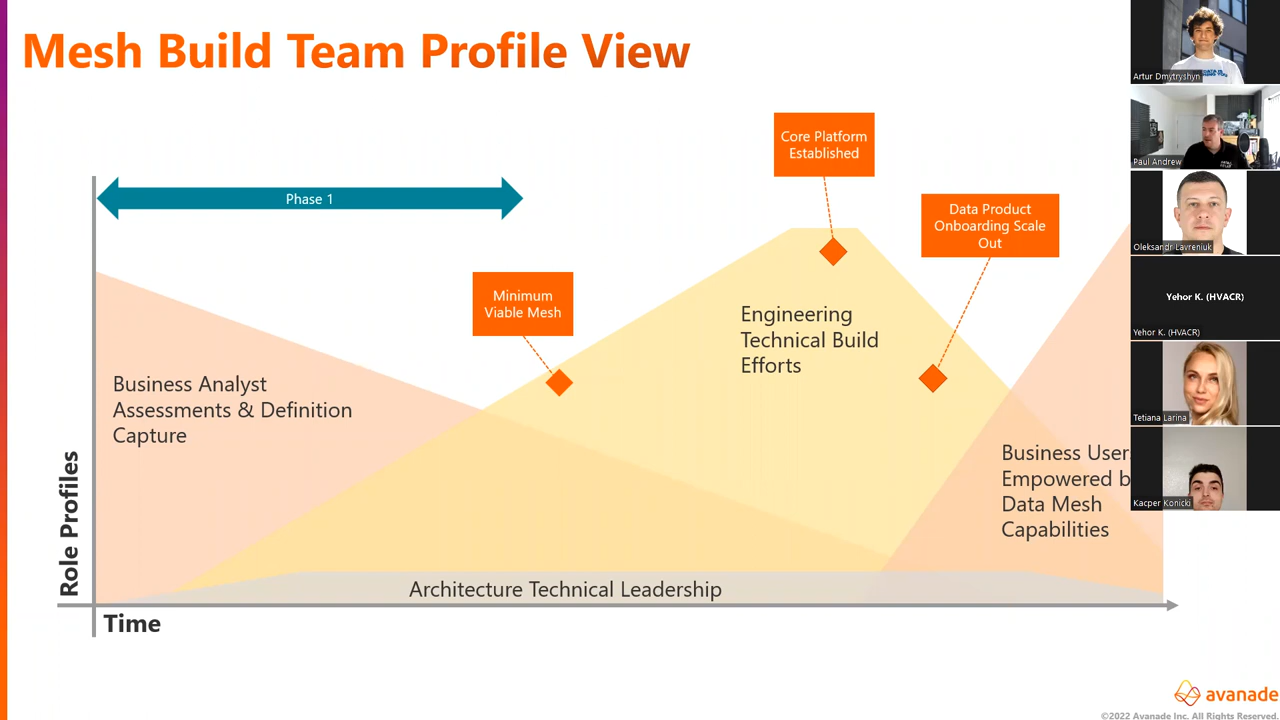 Mesh Build Team Profile View
Phase 1
Core Platform
Established
Data Product
Onboarding Scale
Out
Minimum
Viable Mesh
Engineering
Technical Build
Efforts
Business Analyst
Assessments & Definition
Capture
Business User
Empowered b
Data Mesh
Capabilities
Architecture Technical Leadership
Role Profiles
Time
Artur Dmytryshyn
Paul Andrew
Oleksandr Lavreniuk
Yehor K. (HVACR)
Yehor K. (HVACR)
Tetiana Larina
Kacper Konicki
avanade
©2022 Avanade Inc. All Rights Reserved.